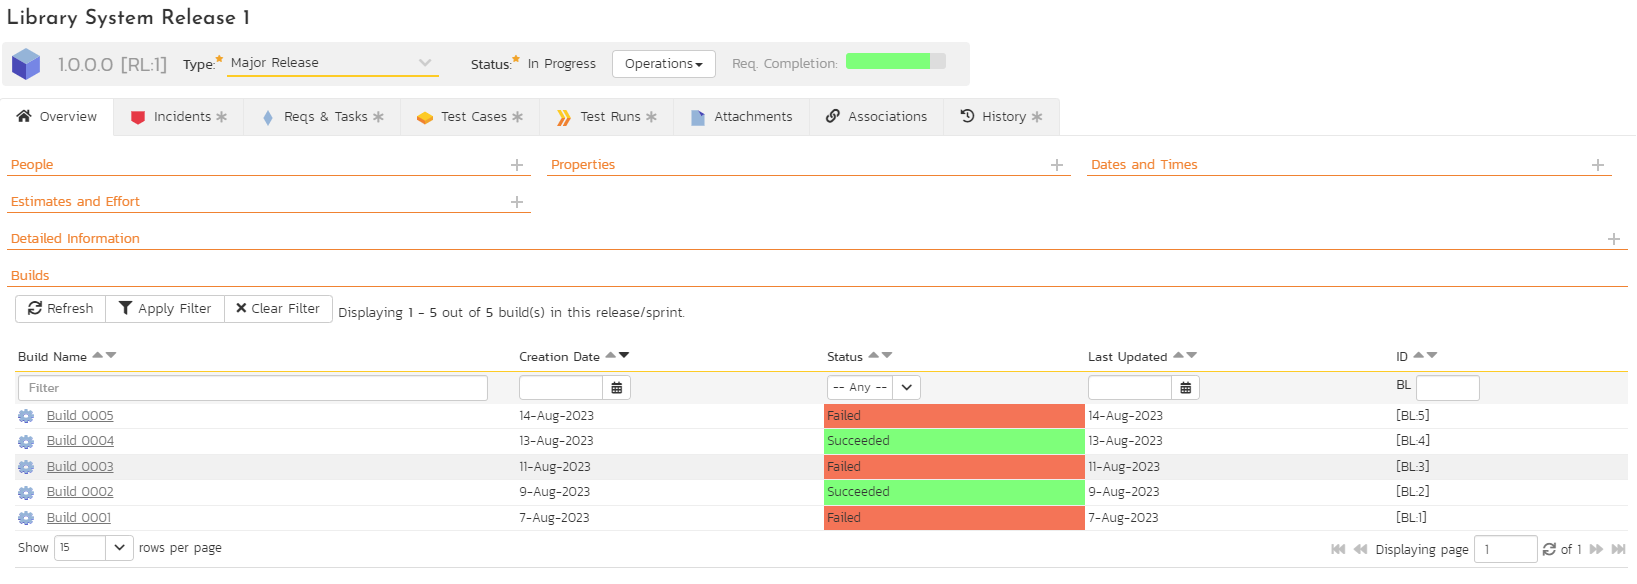 Library System Release 1
1.0.0.0 [RL:1] Type:* Major Release Status:* In Progress Operations Req. Completion:
Overview Incidents Reqs & Tasks Test Cases Test Runs Attachments Associations History
People Properties Dates and Times
Estimates and Effort
Detailed Information
Builds
Refresh Apply Filter Clear Filter Displaying 1 - 5 out of 5 build(s) in this release/sprint.
Build Name Creation Date Status Last Updated ID
Filter -- Any -- BL
Build 0005 14-Aug-2023 Failed 14-Aug-2023 [BL:5]
Build 0004 13-Aug-2023 Succeeded 13-Aug-2023 [BL:4]
Build 0003 11-Aug-2023 Failed 11-Aug-2023 [BL:3]
Build 0002 9-Aug-2023 Succeeded 9-Aug-2023 [BL:2]
Build 0001 7-Aug-2023 Failed 7-Aug-2023 [BL:1]
Show 15 rows per page Displaying page 1 of 1